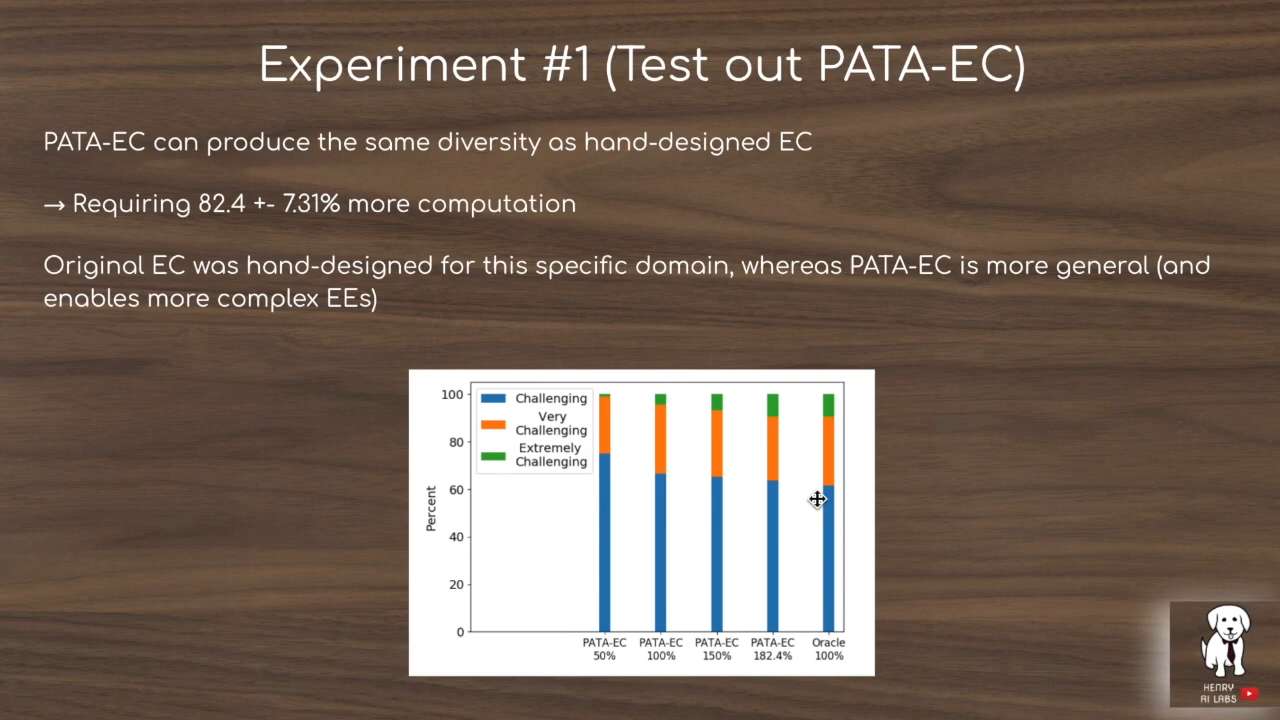 Experiment #1 (Test out PATA-EC)
PATA-EC can produce the same diversity as hand-designed EC
→ Requiring 82.4 +- 7.31% more computation
Original EC was hand-designed for this specific domain, whereas PATA-EC is more general (and
enables more complex EEs)
Challenging
Very
Challenging
Extremely
Challenging
Percent
100
80
60
40
20
0
PATA-EC
50%
PATA-EC
100%
PATA-EC
150%
PATA-EC
182.4%
Oracle
100%
HENRY
AI LABS